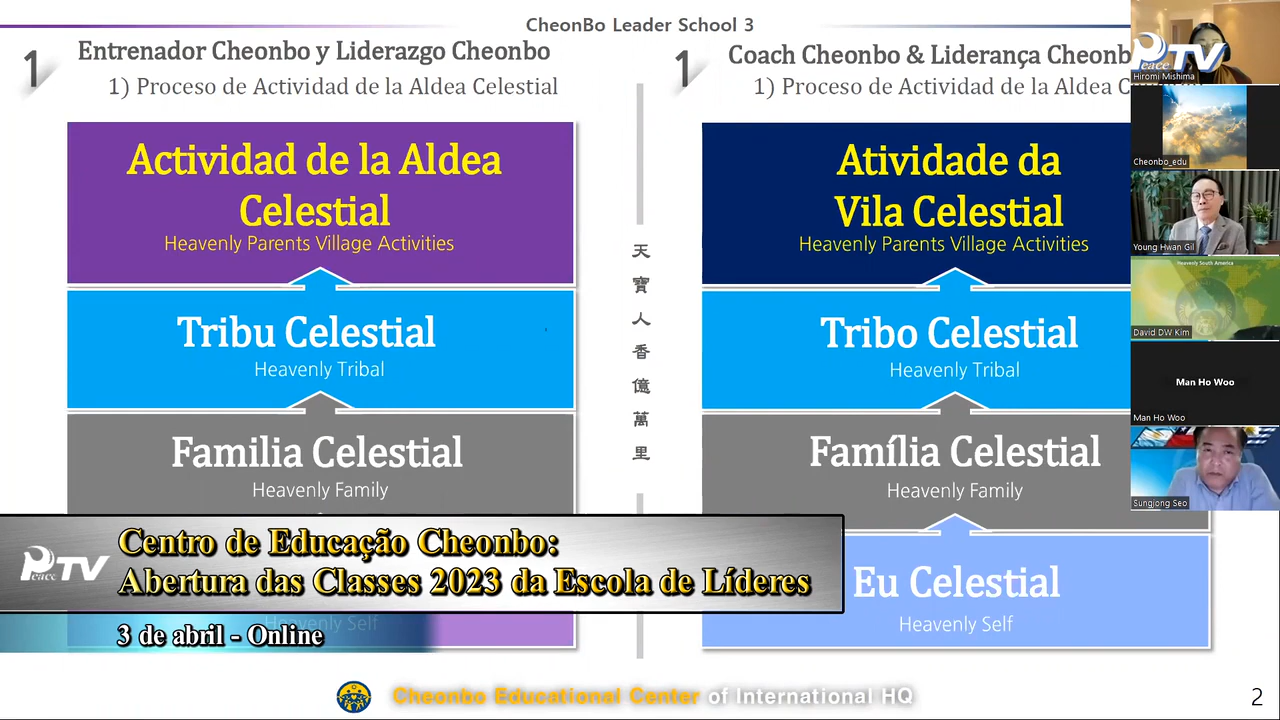 CheonBo Leader School 3
1 Entrenador Cheonbo y Liderazgo Cheonbo
1) Proceso de Actividad de la Aldea Celestial
Actividad de la Aldea
Celestial
Heavenly Parents Village Activities
Tribu Celestial
Heavenly Tribal
Familia Celestial
Heavenly Family
Heavenly Self
天
寶
人
香
億
萬
里
1 Coach Cheonbo & Liderança Cheonb
1) Proceso de Actividad de la Aldea C
Atividade da
Vila Celestial
Heavenly Parents Village Activities
Tribo Celestial
Heavenly Tribal
Família Celestial
Heavenly Family
Eu Celestial
Heavenly Self
Peace TV
Hiromi Mishima
Cheonbo_edu
Young Hwan Gil
Heavenly South America
David DW Kim
Man Ho Woo
Man Ho Woo
Sungjong Seo
Peace TV
Centro de Educação Cheonbo:
Abertura das Classes 2023 da Escola de Líderes
3 de abril - Online
Cheonbo Educational Center of International HQ
2